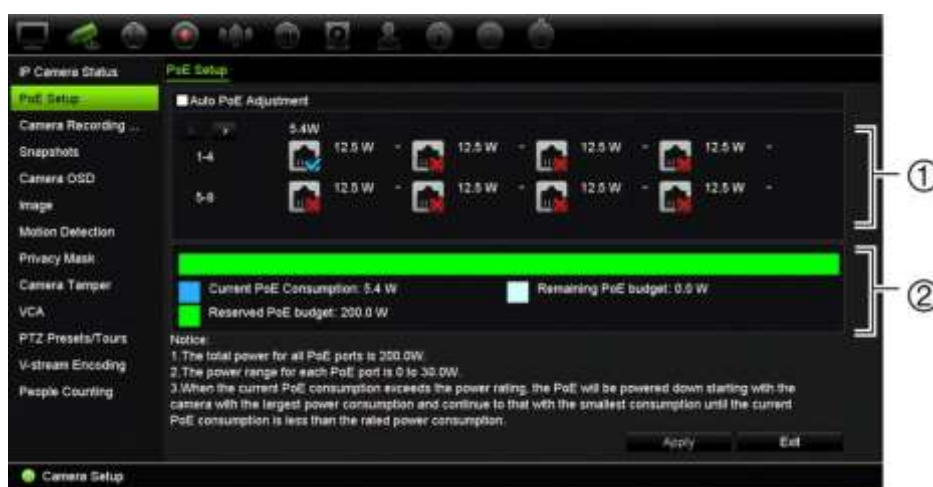 IP Camera Status
PoE Setup
PoE Setup
Auto PoE Adjustment
Camera Recording ...
Snapshots
Camera OSD
Image
Motion Detection
Privacy Mask
Camera Tamper
VCA
PTZ Presets/Tours
V-stream Encoding
People Counting
5.4W
1-4 12.5 W - 12.5 W - 12.5 W - 12.5 W -
5-8 12.5 W 12.5 W - 12.5 W - 12.5 W -
①
②
Current PoE Consumption: 5.4 W
Remaining PoE budget: 0.0 W
Reserved PoE budget: 200.0 W
Notice:
1.The total power for all PoE ports is 200.0W.
2.The power range for each PoE port is 0 to 30.0W.
3.When the current PoE consumption exceeds the power rating, the PoE will be powered down starting with the
camera with the largest power consumption and continue to that with the smallest consumption until the current
PoE consumption is less than the rated power consumption.
Apply
Exit
Camera Setup